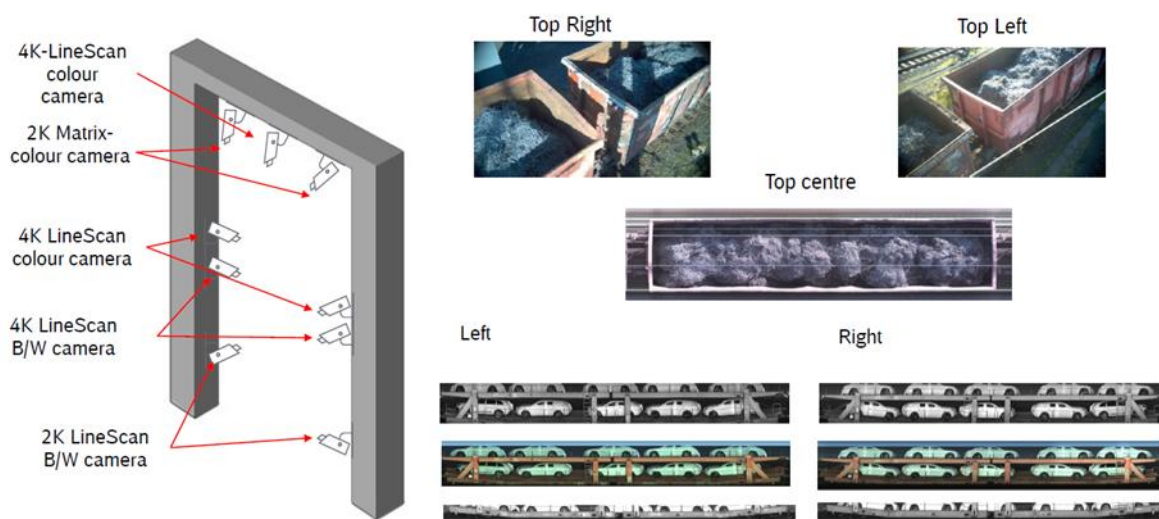 4K-LineScan
colour
camera
2K Matrix-
colour camera
4K LineScan
colour camera
4K LineScan
B/W camera
2K LineScan
B/W camera
Top Right
Top Left
Top centre
Left
Right